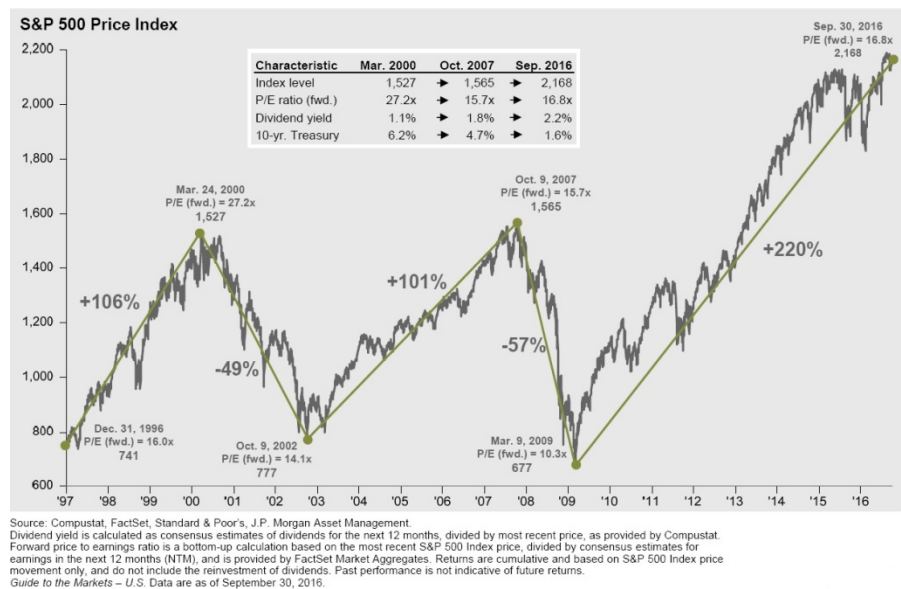 S&P 500 Price Index
Sep. 30, 2016
P/E (fwd.) = 16.8x
2,168
Characteristic Mar. 2000 Oct. 2007 Sep. 2016
Index level 1,527 → 1,565 → 2,168
P/E ratio (fwd.) 27.2x → 15.7x → 16.8x
Dividend yield 1.1% → 1.8% → 2.2%
10-yr. Treasury 6.2% → 4.7% → 1.6%
2,200
2,000
1,800
1,600
1,400
1,200
1,000
800
600
Mar. 24, 2000
P/E (fwd.) = 27.2x
1,527
Oct. 9, 2007
P/E (fwd.) = 15.7x
1,565
+106%
-49%
+101%
-57%
+220%
Dec. 31, 1996
P/E (fwd.) = 16.0x
741
Oct. 9, 2002
P/E (fwd.) = 14.1x
777
Mar. 9, 2009
P/E (fwd.) = 10.3x
677
'97 '98 '99 '00 '01 '02 '03 '04 '05 '06 '07 '08 '09 '10 '11 '12 '13 '14 '15 '16
Source: Compustat, FactSet, Standard & Poor's, J.P. Morgan Asset Management.
Dividend yield is calculated as consensus estimates of dividends for the next 12 months, divided by most recent price, as provided by Compustat.
Forward price to earnings ratio is a bottom-up calculation based on the most recent S&P 500 Index price, divided by consensus estimates for
earnings in the next 12 months (NTM), and is provided by FactSet Market Aggregates. Returns are cumulative and based on S&P 500 Index price
movement only, and do not include the reinvestment of dividends. Past performance is not indicative of future returns.
Guide to the Markets – U.S. Data are as of September 30, 2016.